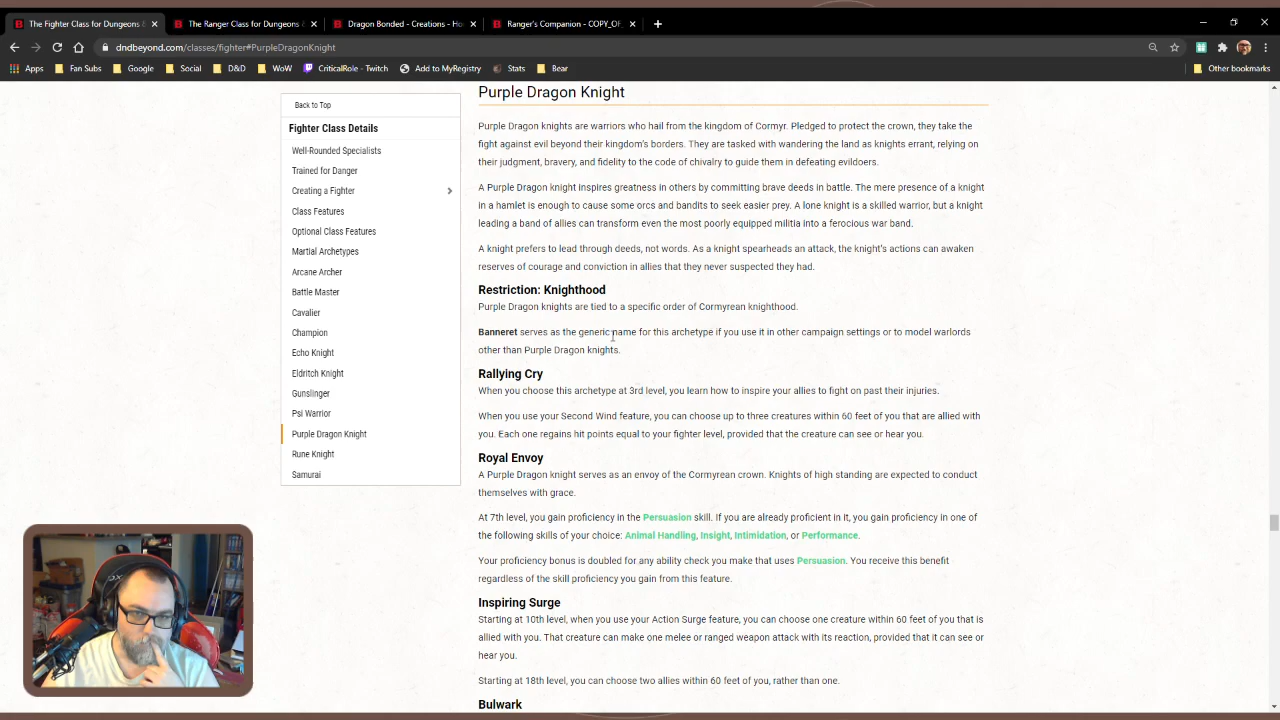 The Fighter Class for Dungeons &
The Ranger Class for Dungeons &
Dragon Bonded - Creations - Ho
Ranger's Companion - COPY_OF
dndbeyond.com/classes/fighter#PurpleDragonKnight
Apps
Fan Subs
Google
Social
D&D
WoW
CriticalRole - Twitch
Add to MyRegistry
Stats
Bear
Other bookmarks
Back to Top
Fighter Class Details
Well-Rounded Specialists
Trained for Danger
Creating a Fighter
Class Features
Optional Class Features
Martial Archetypes
Arcane Archer
Battle Master
Cavalier
Champion
Echo Knight
Eldritch Knight
Gunslinger
Psi Warrior
Purple Dragon Knight
Rune Knight
Samurai
Purple Dragon Knight
Purple Dragon knights are warriors who hail from the kingdom of Cormyr. Pledged to protect the crown, they take the
fight against evil beyond their kingdom's borders. They are tasked with wandering the land as knights errant, relying on
their judgment, bravery, and fidelity to the code of chivalry to guide them in defeating evildoers.
A Purple Dragon knight inspires greatness in others by committing brave deeds in battle. The mere presence of a knight
in a hamlet is enough to cause some orcs and bandits to seek easier prey. A lone knight is a skilled warrior, but a knight
leading a band of allies can transform even the most poorly equipped militia into a ferocious war band.
A knight prefers to lead through deeds, not words. As a knight spearheads an attack, the knight's actions can awaken
reserves of courage and conviction in allies that they never suspected they had.
Restriction: Knighthood
Purple Dragon knights are tied to a specific order of Cormyrean knighthood.
Banneret serves as the generic name for this archetype if you use it in other campaign settings or to model warlords
other than Purple Dragon knights.
Rallying Cry
When you choose this archetype at 3rd level, you learn how to inspire your allies to fight on past their injuries.
When you use your Second Wind feature, you can choose up to three creatures within 60 feet of you that are allied with
you. Each one regains hit points equal to your fighter level, provided that the creature can see or hear you.
Royal Envoy
A Purple Dragon knight serves as an envoy of the Cormyrean crown. Knights of high standing are expected to conduct
themselves with grace.
At 7th level, you gain proficiency in the Persuasion skill. If you are already proficient in it, you gain proficiency in one of
the following skills of your choice: Animal Handling, Insight, Intimidation, or Performance.
Your proficiency bonus is doubled for any ability check you make that uses Persuasion. You receive this benefit
regardless of the skill proficiency you gain from this feature.
Inspiring Surge
Starting at 10th level, when you use your Action Surge feature, you can choose one creature within 60 feet of you that is
allied with you. That creature can make one melee or ranged weapon attack with its reaction, provided that it can see or
hear you.
Starting at 18th level, you can choose two allies within 60 feet of you, rather than one.
Bulwark